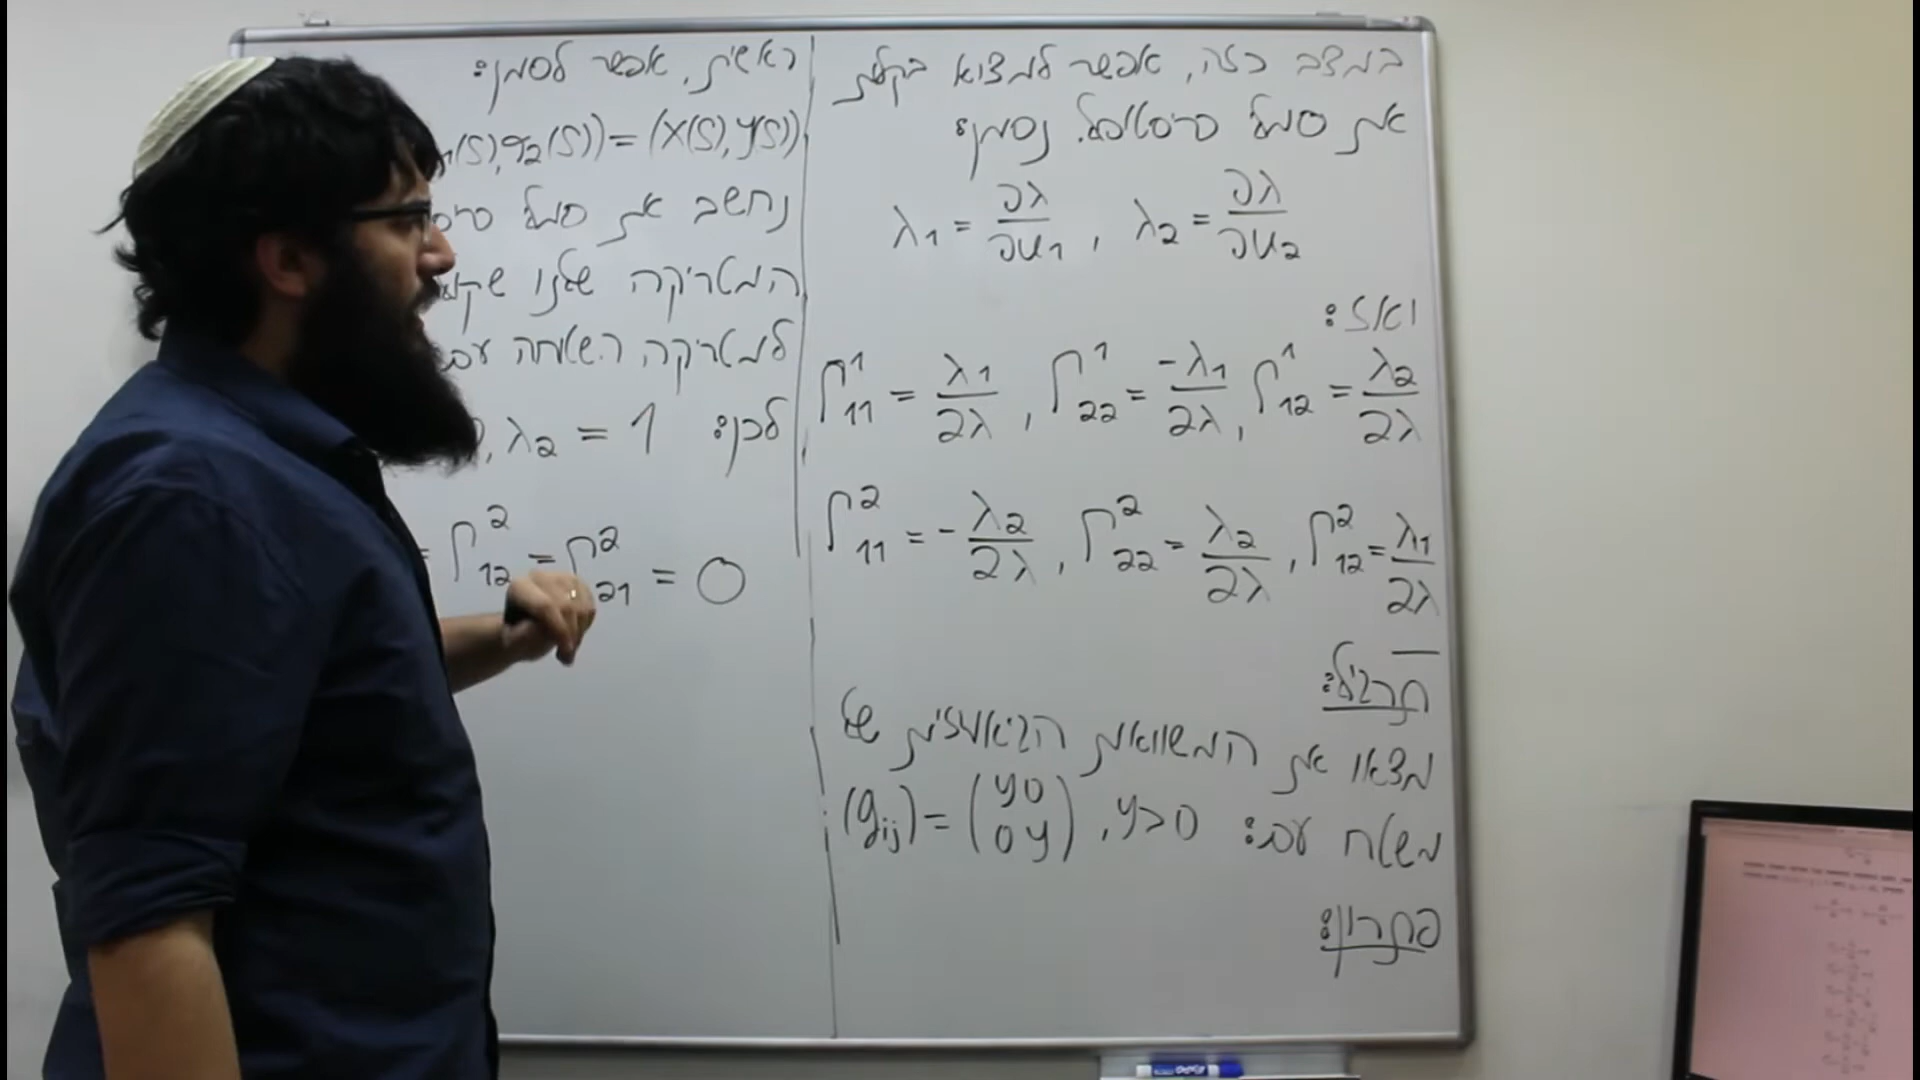 במצב כזה, אפשר למצוא בקלות
את סמלי כריסטופל. נסמן:
λ₁ = ∂λ/∂u₁ , λ₂ = ∂λ/∂u₂
ואז:
Γ¹₁₁ = λ₁/2λ , Γ¹₂₂ = -λ₁/2λ , Γ¹₁₂ = λ₂/2λ
Γ²₁₁ = -λ₂/2λ , Γ²₂₂ = λ₂/2λ , Γ²₁₂ = λ₁/2λ
תרגיל:
מצאו את המשוואות הגיאודזיות של
משטח עם: (gᵢⱼ) = (y 0 / 0 y) , y>0
פתרון:
ראשית, אפשר לסמן:
(s), α₂(s)) = (x(s), y(s))
נחשב את סמלי
המטריקה שלנו
למטריקה השטוחה עם
לכן: , λ₂ = 1
= Γ²₁₂ = Γ²₂₁ = 0